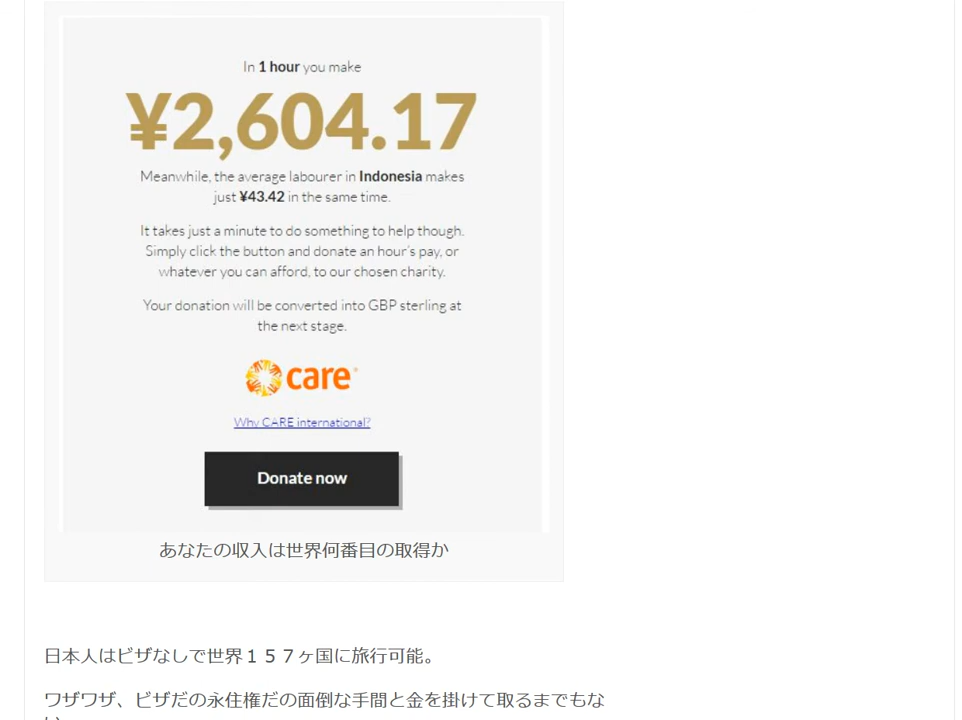 In 1 hour you make
¥2,604.17
Meanwhile, the average labourer in Indonesia makes
just ¥43.42 in the same time.
It takes just a minute to do something to help though.
Simply click the button and donate an hour's pay, or
whatever you can afford, to our chosen charity.
Your donation will be converted into GBP sterling at
the next stage.
care
Why CARE international?
Donate now
あなたの収入は世界何番目の取得か
日本人はビザなしで世界１５７ヶ国に旅行可能。
ワザワザ、ビザだの永住権だの面倒な手間と金を掛けて取るまでもな